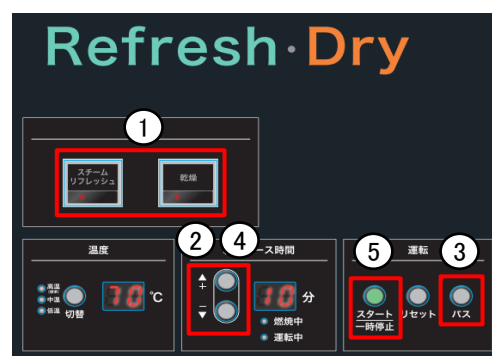 Refresh·Dry
1
スチーム
リフレッシュ
乾燥
温度
高温
中温
低温
切替
70 ℃
2
4
ース時間
▲
+
−
▼
10 分
燃焼中
運転中
5
運転
3
スタート
一時停止
リセット
パス